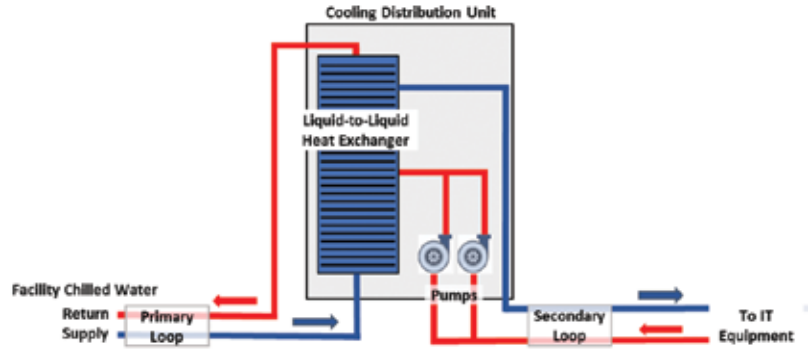 Cooling Distribution Unit
Liquid-to-Liquid
Heat Exchanger
Facility Chilled Water
Return
Supply
Primary
Loop
Pumps
Secondary
Loop
To IT
Equipment